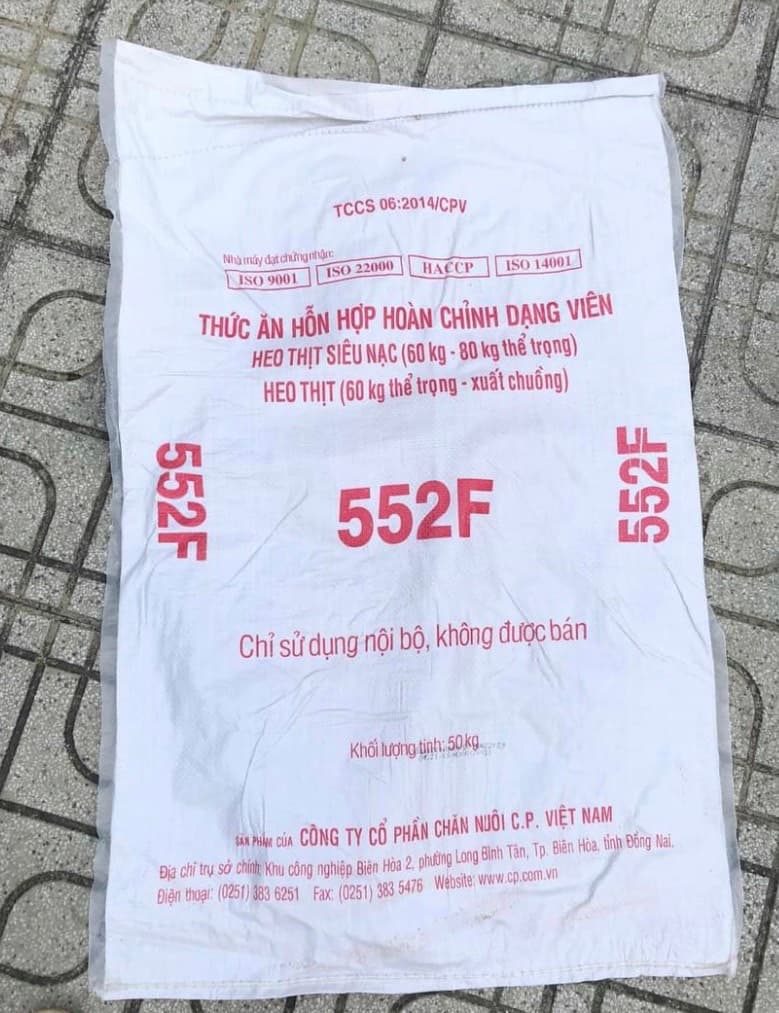 TCCS 06:2014/CPV
Nhà máy đạt chứng nhận:
ISO 9001 ISO 22000 HACCP ISO 14001
THỨC ĂN HỖN HỢP HOÀN CHỈNH DẠNG VIÊN
HEO THỊT SIÊU NẠC (60 kg - 80 kg thể trọng)
HEO THỊT (60 kg thể trọng - xuất chuồng)
552F 552F 552F
Chỉ sử dụng nội bộ, không được bán
Khối lượng tịnh: 50 kg
SẢN PHẨM CỦA CÔNG TY CỔ PHẦN CHĂN NUÔI C.P. VIỆT NAM
Địa chỉ trụ sở chính: Khu công nghiệp Biên Hòa 2, phường Long Bình Tân, Tp. Biên Hòa, tỉnh Đồng Nai.
Điện thoại: (0251) 383 6251 Fax: (0251) 383 5476 Website: www.cp.com.vn